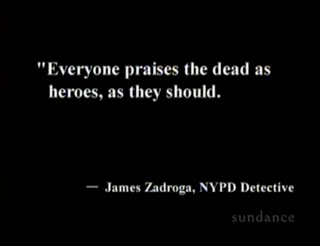 "Everyone praises the dead as
heroes, as they should.
— James Zadroga, NYPD Detective
sundance